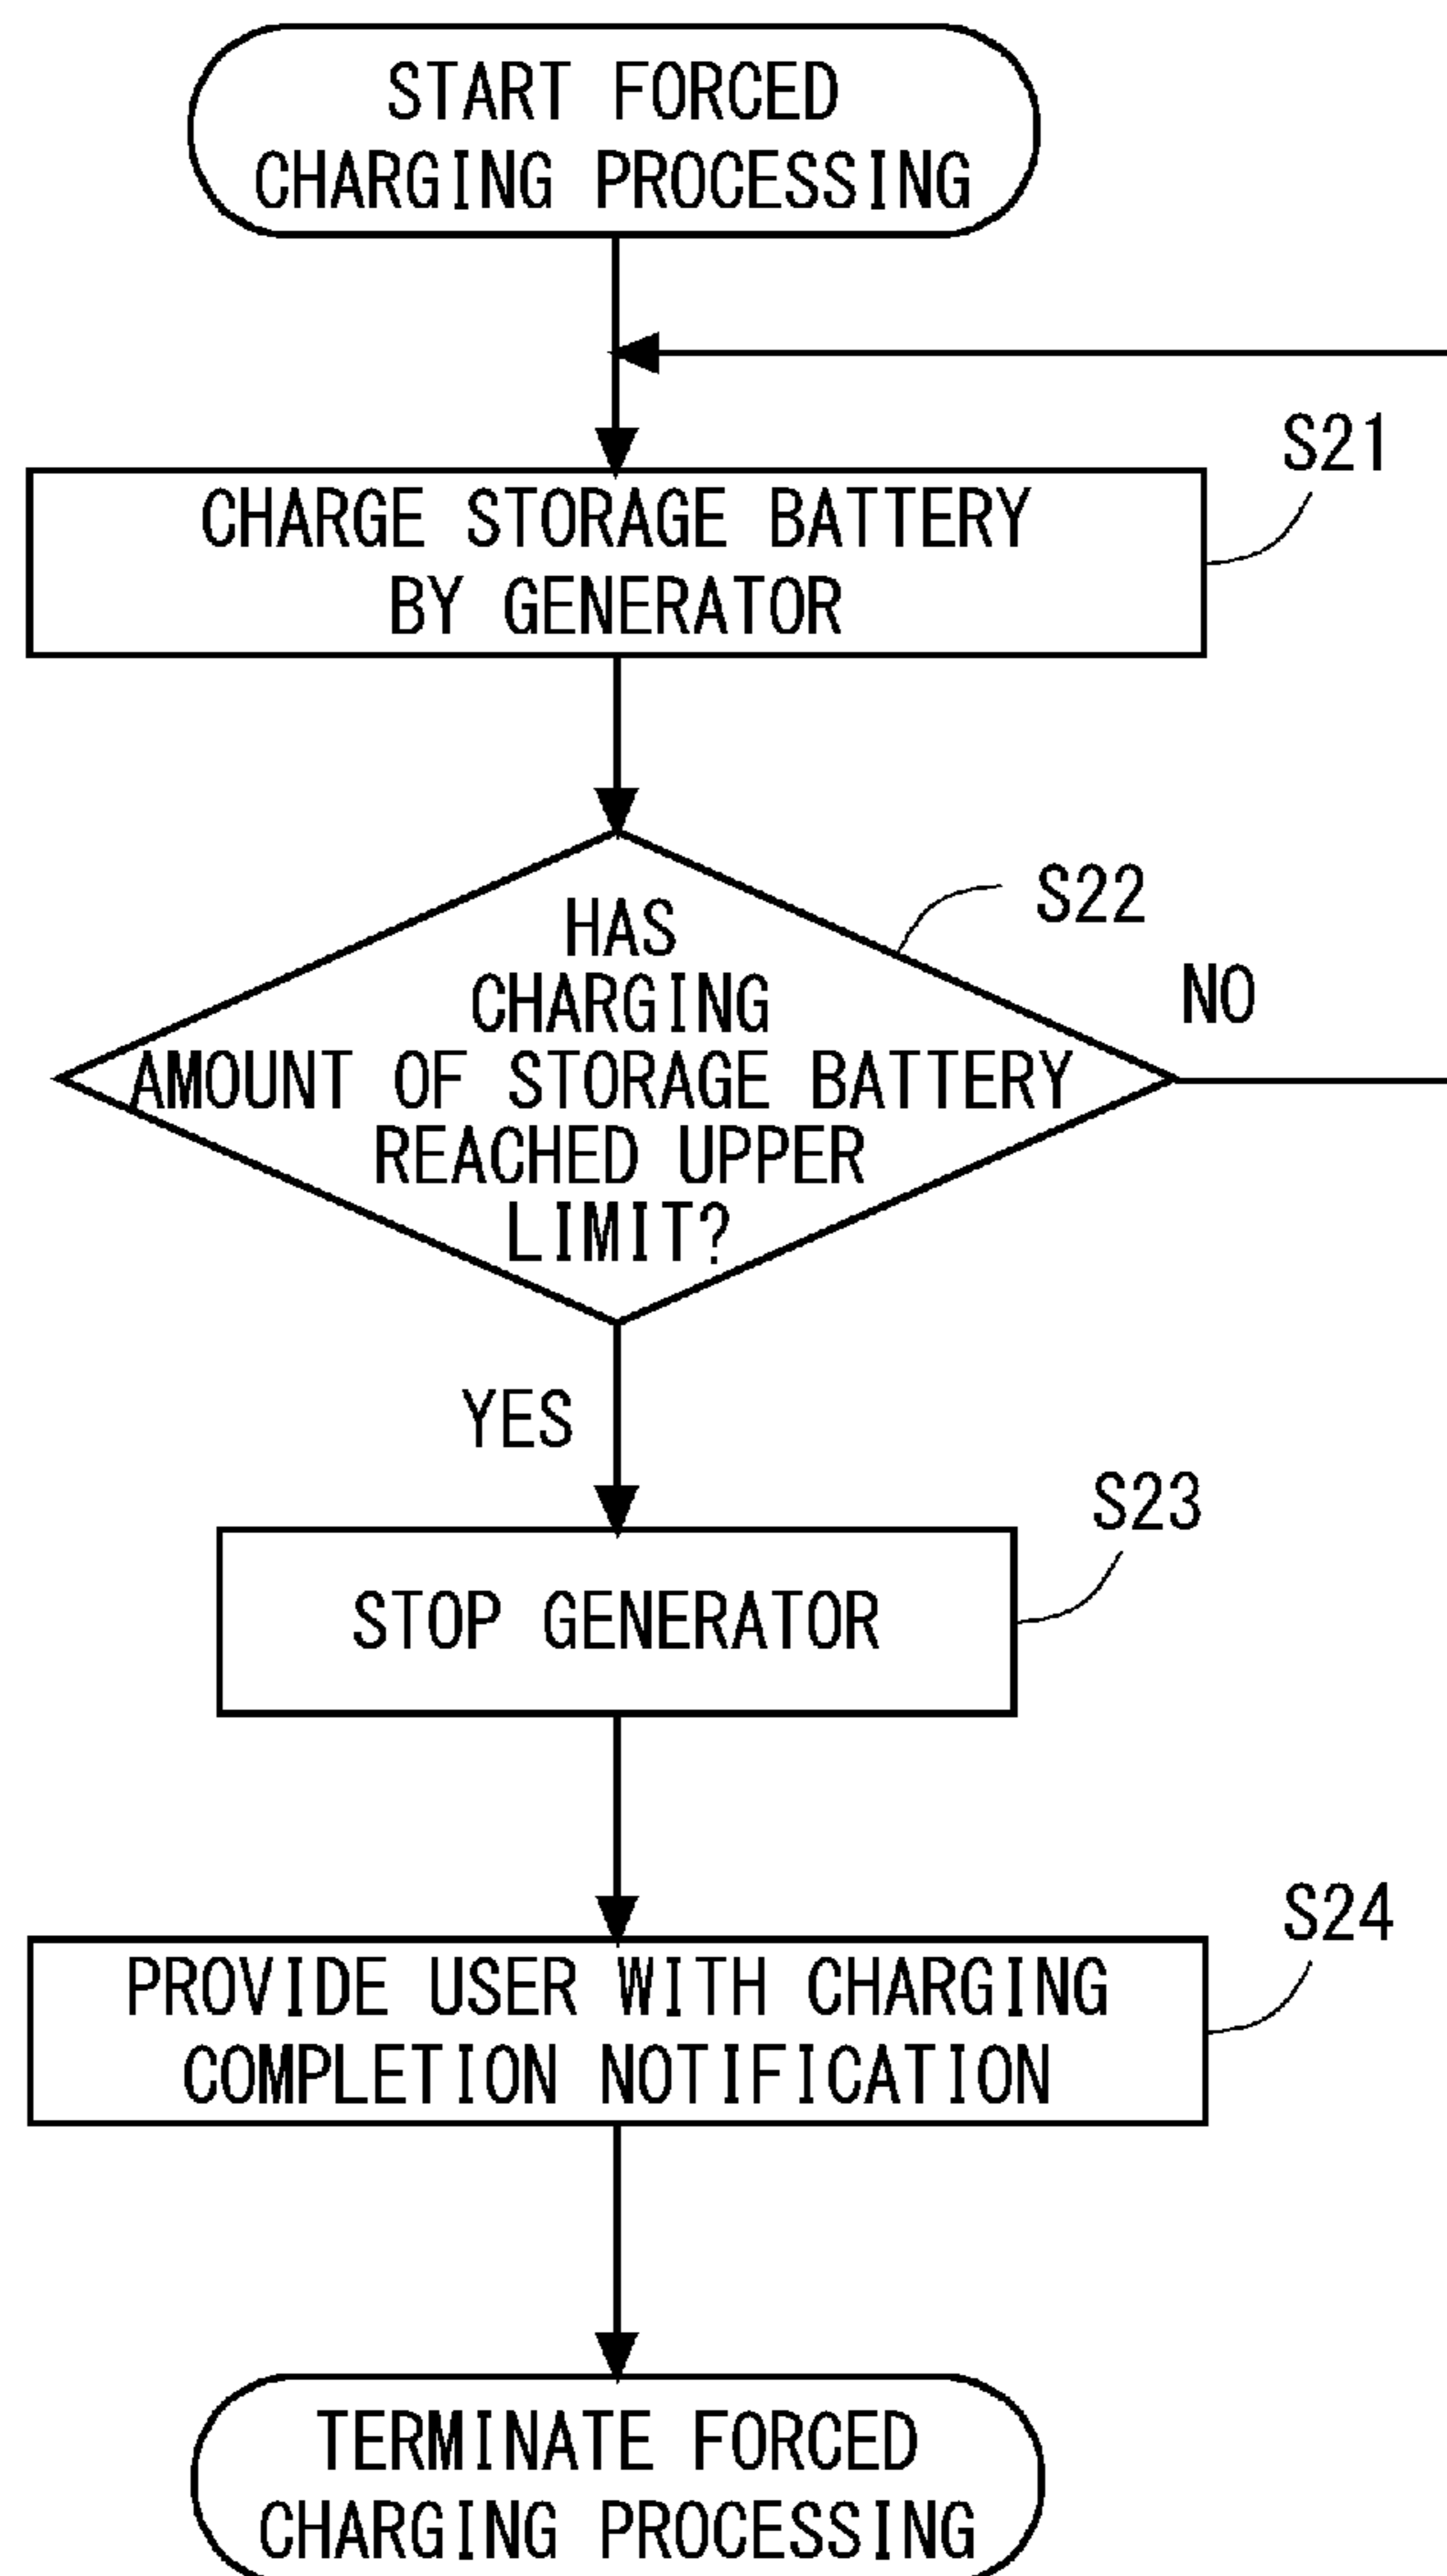 START FORCED
CHARGING PROCESSING
S21
CHARGE STORAGE BATTERY
BY GENERATOR
S22
HAS
CHARGING
AMOUNT OF STORAGE BATTERY
REACHED UPPER
LIMIT?
NO
YES
S23
STOP GENERATOR
S24
PROVIDE USER WITH CHARGING
COMPLETION NOTIFICATION
TERMINATE FORCED
CHARGING PROCESSING